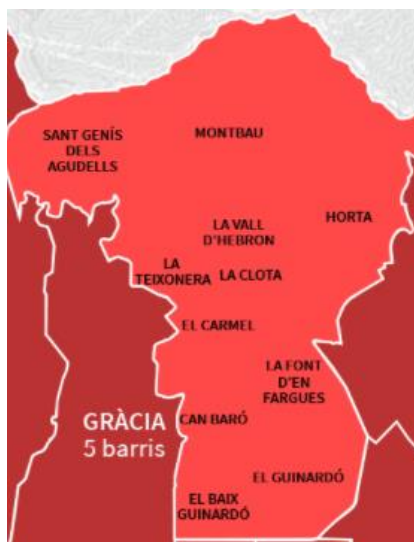 SANT GENÍS
DELS
AGUDELLS
MONTBAU
HORTA
LA VALL
D'HEBRON
LA
TEIXONERA
LA CLOTA
EL CARMEL
LA FONT
D'EN
FARGUES
GRÀCIA
5 barris
CAN BARÓ
EL GUINARDÓ
EL BAIX
GUINARDÓ